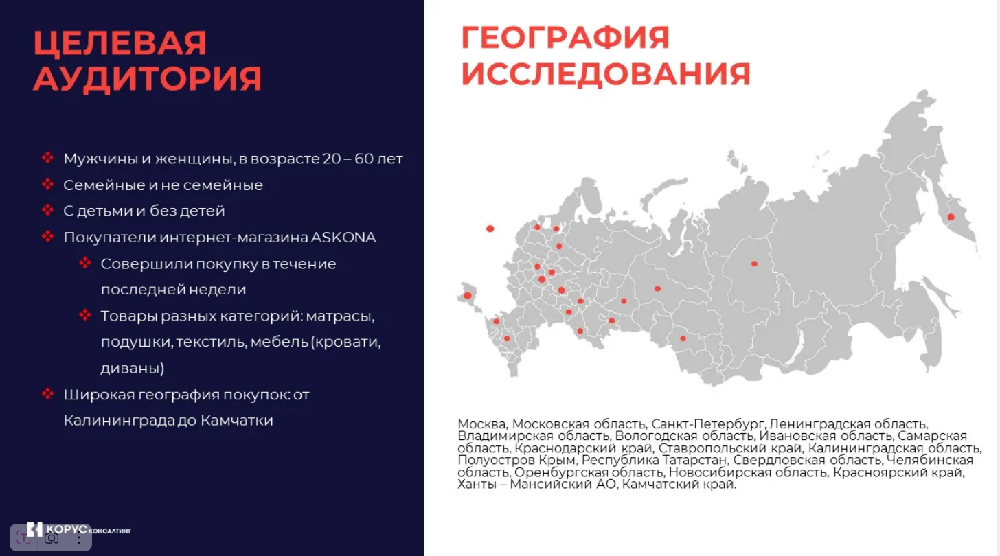 ЦЕЛЕВАЯ
АУДИТОРИЯ
Мужчины и женщины, в возрасте 20 – 60 лет
Семейные и не семейные
С детьми и без детей
Покупатели интернет-магазина ASKONA
Совершили покупку в течение
последней недели
Товары разных категорий: матрасы,
подушки, текстиль, мебель (кровати,
диваны)
Широкая география покупок: от
Калининграда до Камчатки
КОРУС КОНСАЛТИНГ
ГЕОГРАФИЯ
ИССЛЕДОВАНИЯ
Москва, Московская область, Санкт-Петербург, Ленинградская область,
Владимирская область, Вологодская область, Ивановская область, Самарская
область, Краснодарский край, Ставропольский край, Калининградская область,
Полуостров Крым, Республика Татарстан, Свердловская область, Челябинская
область, Оренбургская область, Новосибирская область, Красноярский край,
Ханты – Мансийский АО, Камчатский край.